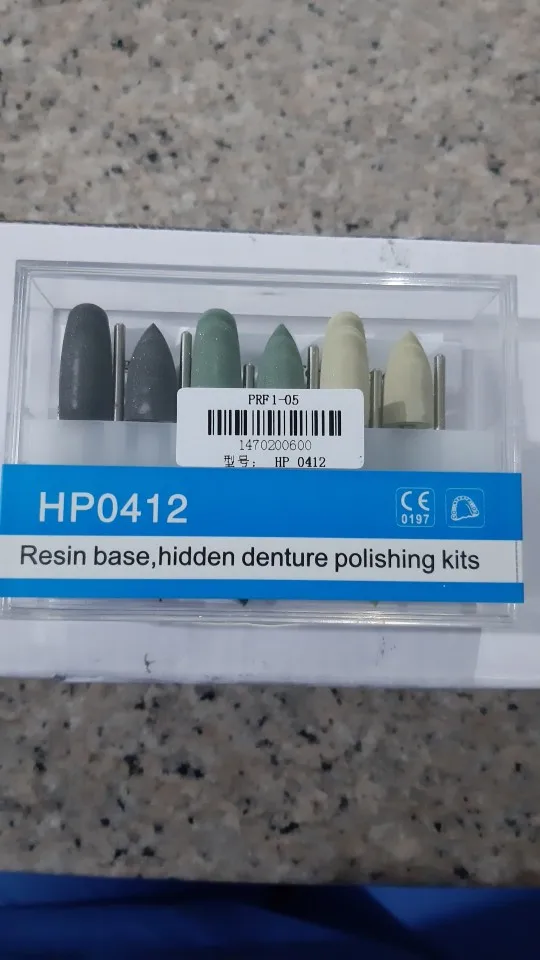 PRF1-05
1470200600
型号: HP 0412
HP0412
CE
0197
Resin base,hidden denture polishing kits